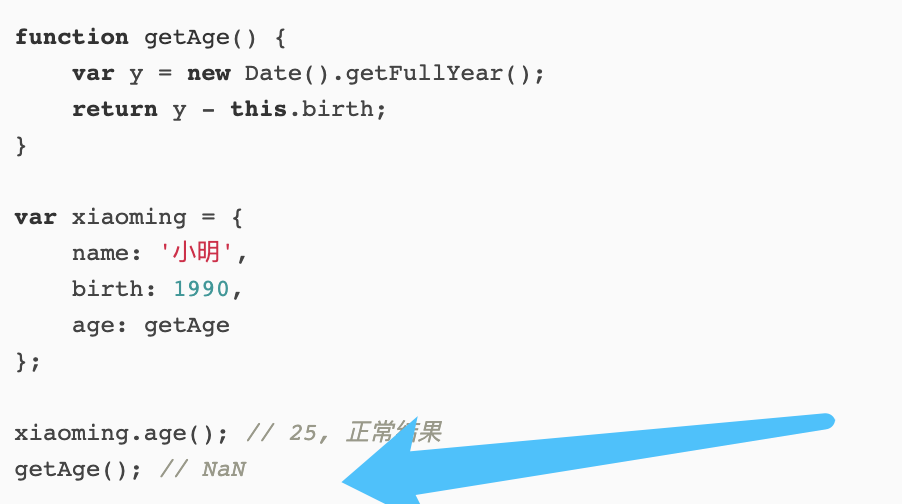 function getAge() {
    var y = new Date().getFullYear();
    return y - this.birth;
}

var xiaoming = {
    name: '小明',
    birth: 1990,
    age: getAge
};

xiaoming.age(); // 25, 正常结果
getAge(); // NaN